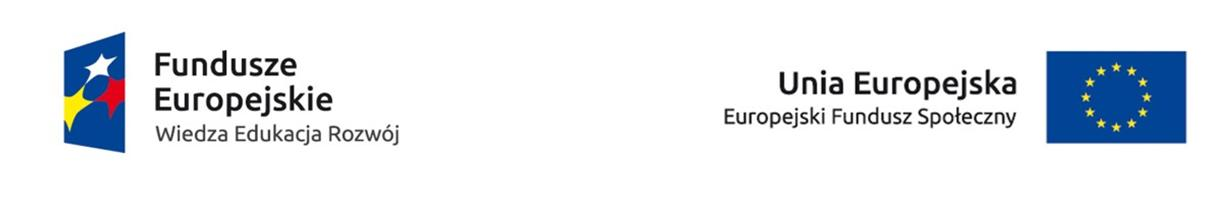 Fundusze
Europejskie
Wiedza Edukacja Rozwój
Unia Europejska
Europejski Fundusz Społeczny